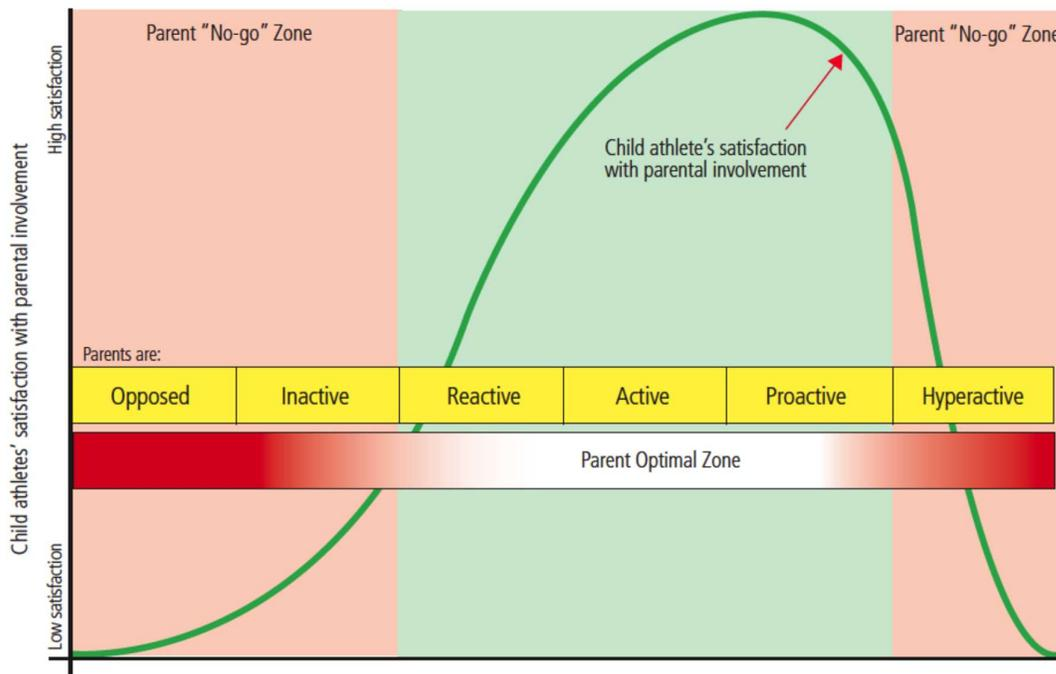 Parent “No-go” Zone
Parent “No-go” Zone
High satisfaction
Child athlete’s satisfaction
with parental involvement
Child athletes’ satisfaction with parental involvement
Parents are:
Opposed
Inactive
Reactive
Active
Proactive
Hyperactive
Parent Optimal Zone
Low satisfaction